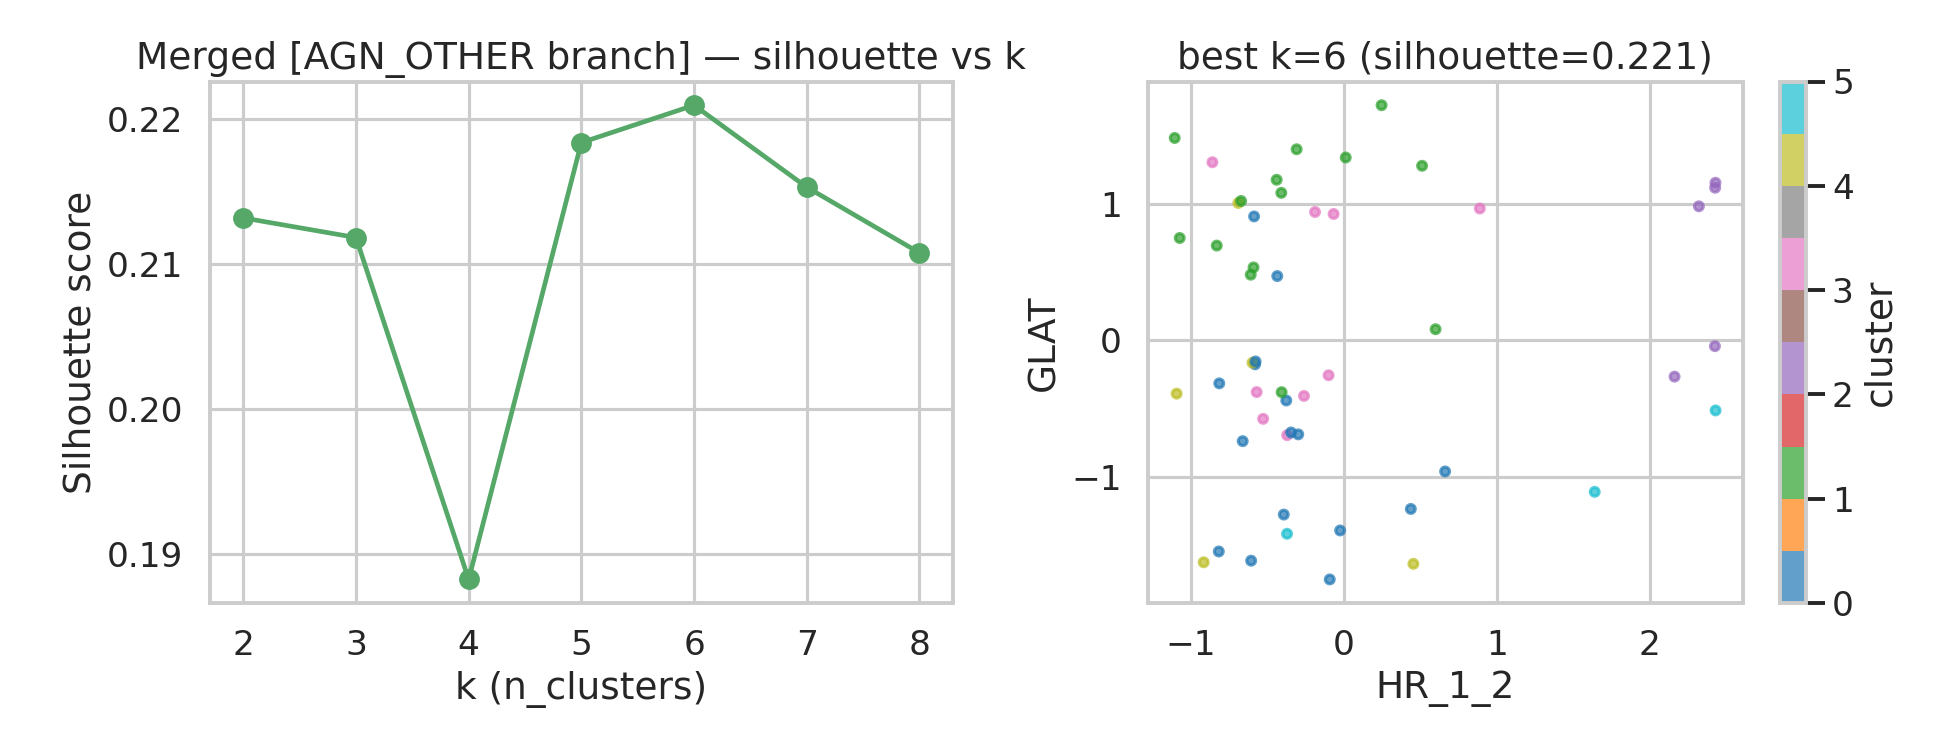 Merged [AGN_OTHER branch] — silhouette vs k
0.22
0.21
0.20
0.19
Silhouette score
2 3 4 5 6 7 8
k (n_clusters)
best k=6 (silhouette=0.221)
1
0
−1
GLAT
−1 0 1 2
HR_1_2
5
4
3
2
1
0
cluster